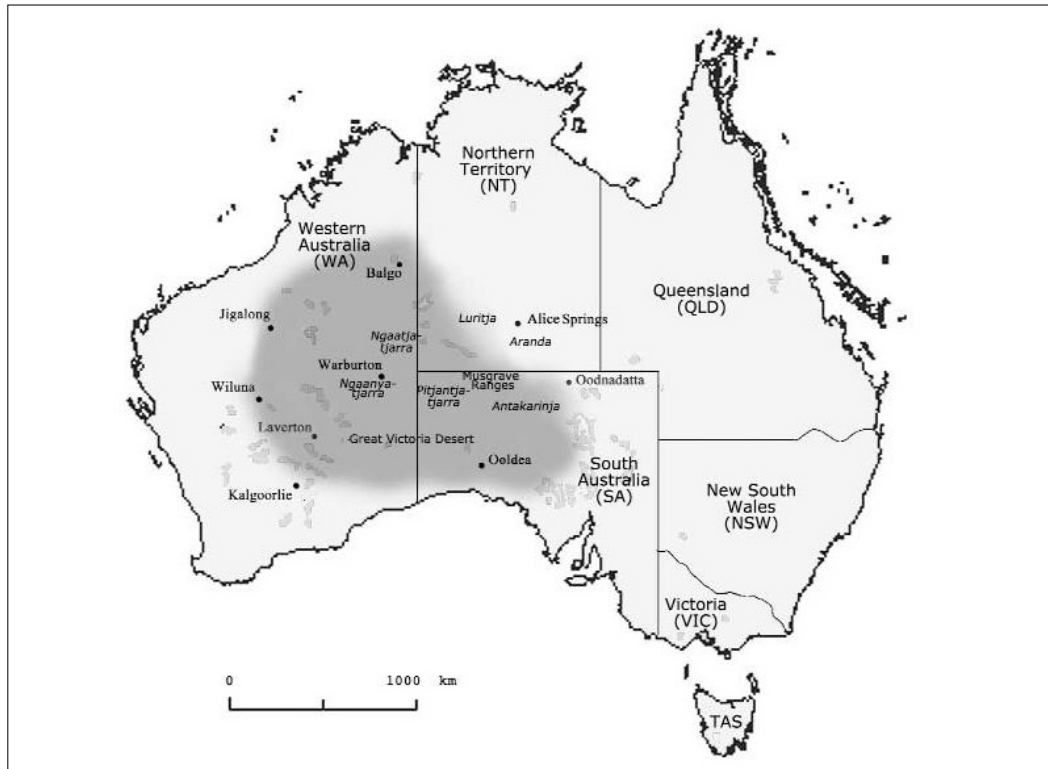 Northern
Territory
(NT)
Western
Australia
(WA)
Balgo
Queensland
(QLD)
Jigalong
Luritja
Alice Springs
Ngaatja-
tjarra
Aranda
Warburton
Musgrave
Ranges
Oodnadatta
Wiluna
Ngaanya-
tjarra
Pitjantja-
tjarra
Antakarinja
Laverton
Great Victoria Desert
Ooldea
South
Australia
(SA)
Kalgoorlie
New South
Wales
(NSW)
Victoria
(VIC)
0 1000 km
TAS